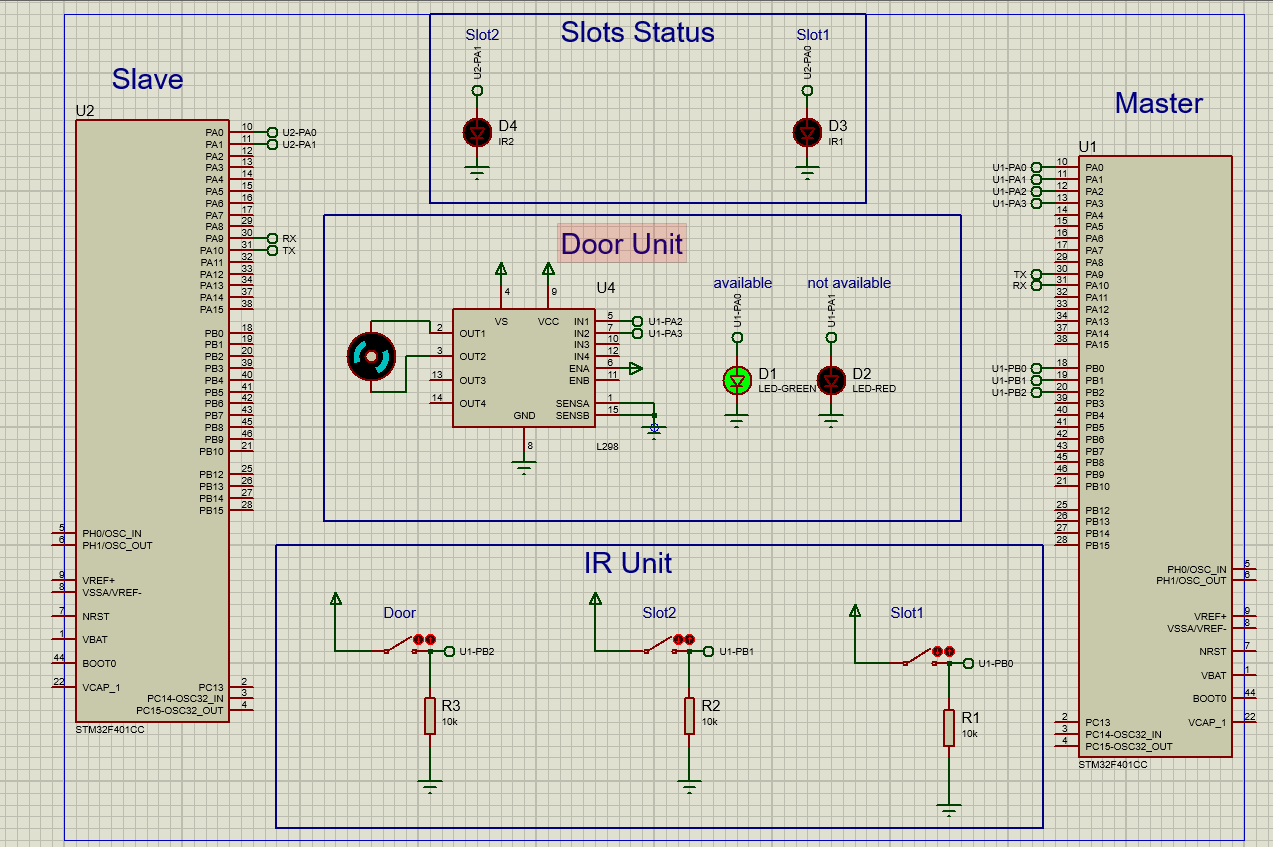 Slots Status
Slot2
Slot1
U2-PA1
U2-PA0
D4
IR2
D3
IR1
Slave
U2
PA0 10 U2-PA0
PA1 11 U2-PA1
PA2 12
PA3 13
PA4 14
PA5 15
PA6 16
PA7 17
PA8 29
PA9 30 RX
PA10 31 TX
PA11 32
PA12 33
PA13 34
PA14 37
PA15 38
PB0 18
PB1 19
PB2 20
PB3 39
PB4 40
PB5 41
PB6 42
PB7 43
PB8 45
PB9 46
PB10 21
PB12 25
PB13 26
PB14 27
PB15 28
5 PH0/OSC_IN
6 PH1/OSC_OUT
9 VREF+
8 VSSA/VREF-
7 NRST
1 VBAT
44 BOOT0
22 VCAP_1
PC13 2
PC14-OSC32_IN 3
PC15-OSC32_OUT 4
STM32F401CC
Door Unit
U4
4
9
VS
VCC
2 OUT1
3 OUT2
13 OUT3
14 OUT4
IN1 5 U1-PA2
IN2 7 U1-PA3
IN3 10
IN4 12
ENA 6
ENB 11
SENSA 1
SENSB 15
GND
8
L298
available
not available
U1-PA0
U1-PA1
D1
LED-GREEN
D2
LED-RED
IR Unit
Door
U1-PB2
R3
10k
Slot2
U1-PB1
R2
10k
Slot1
U1-PB0
R1
10k
Master
U1
U1-PA0 10 PA0
U1-PA1 11 PA1
U1-PA2 12 PA2
U1-PA3 13 PA3
14 PA4
15 PA5
16 PA6
17 PA7
29 PA8
TX 30 PA9
RX 31 PA10
32 PA11
33 PA12
34 PA13
37 PA14
38 PA15
U1-PB0 18 PB0
U1-PB1 19 PB1
U1-PB2 20 PB2
39 PB3
40 PB4
41 PB5
42 PB6
43 PB7
45 PB8
46 PB9
21 PB10
25 PB12
26 PB13
27 PB14
28 PB15
PH0/OSC_IN 5
PH1/OSC_OUT 6
VREF+ 9
VSSA/VREF- 8
NRST 7
VBAT 1
BOOT0 44
VCAP_1 22
2 PC13
3 PC14-OSC32_IN
4 PC15-OSC32_OUT
STM32F401CC